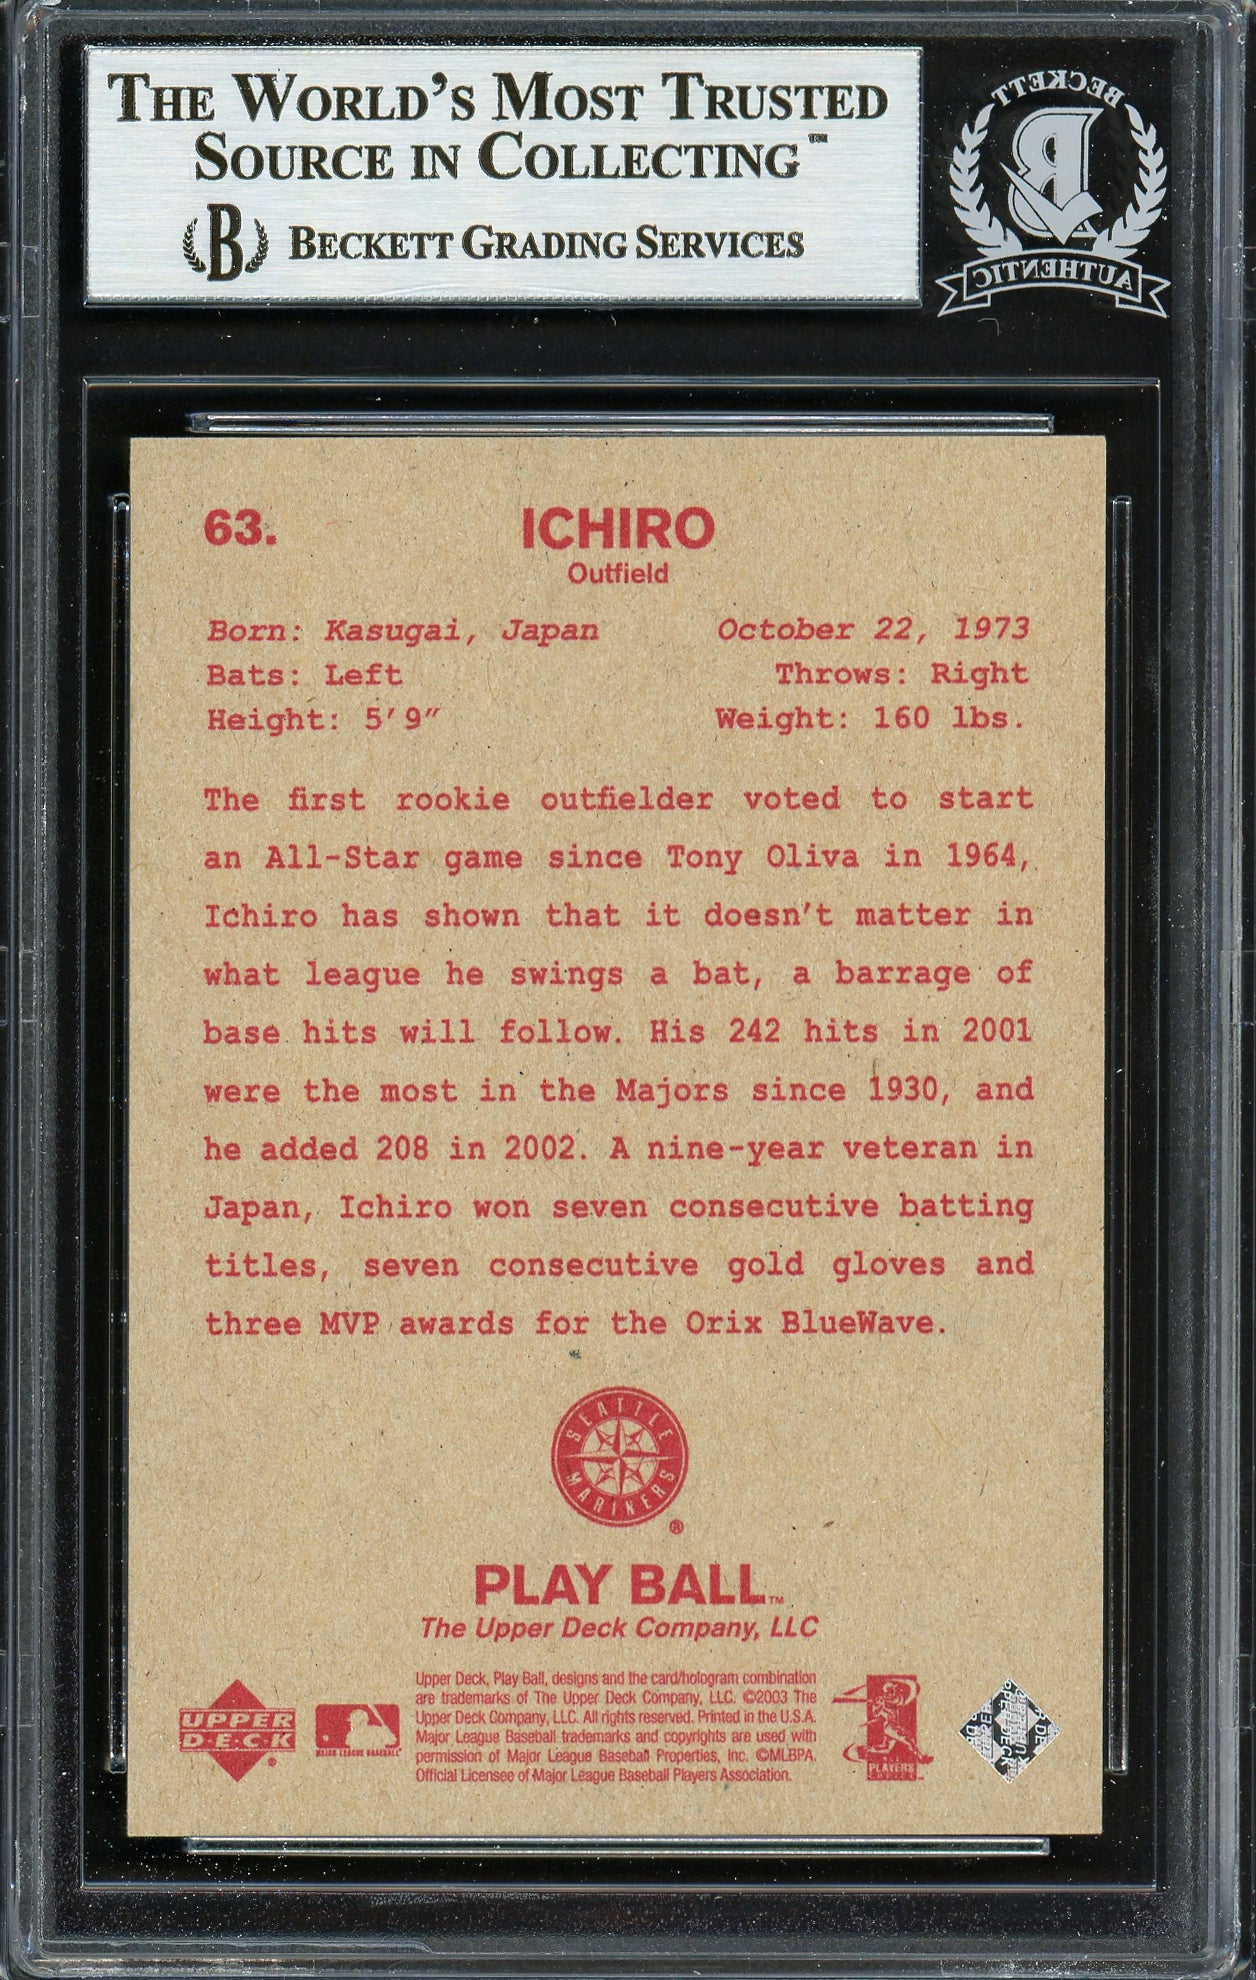 THE WORLD'S MOST TRUSTED
SOURCE IN COLLECTING™
B BECKETT GRADING SERVICES
BECKETT
B
AUTHENTIC
63.
ICHIRO
Outfield
Born: Kasugai, Japan October 22, 1973
Bats: Left Throws: Right
Height: 5'9" Weight: 160 lbs.
The first rookie outfielder voted to start
an All-Star game since Tony Oliva in 1964,
Ichiro has shown that it doesn't matter in
what league he swings a bat, a barrage of
base hits will follow. His 242 hits in 2001
were the most in the Majors since 1930, and
he added 208 in 2002. A nine-year veteran in
Japan, Ichiro won seven consecutive batting
titles, seven consecutive gold gloves and
three MVP awards for the Orix BlueWave.
SEATTLE
MARINERS
®
PLAY BALL™
The Upper Deck Company, LLC
Upper Deck, Play Ball, designs and the card/hologram combination
are trademarks of The Upper Deck Company, LLC. ©2003 The
Upper Deck Company, LLC. All rights reserved. Printed in the U.S.A.
Major League Baseball trademarks and copyrights are used with
permission of Major League Baseball Properties, Inc. ©MLBPA.
Official Licensee of Major League Baseball Players Association.
UPPER
D·E·C·K
®
MAJOR LEAGUE BASEBALL
PLAYERS
CHOICE
™
UPPER DECK